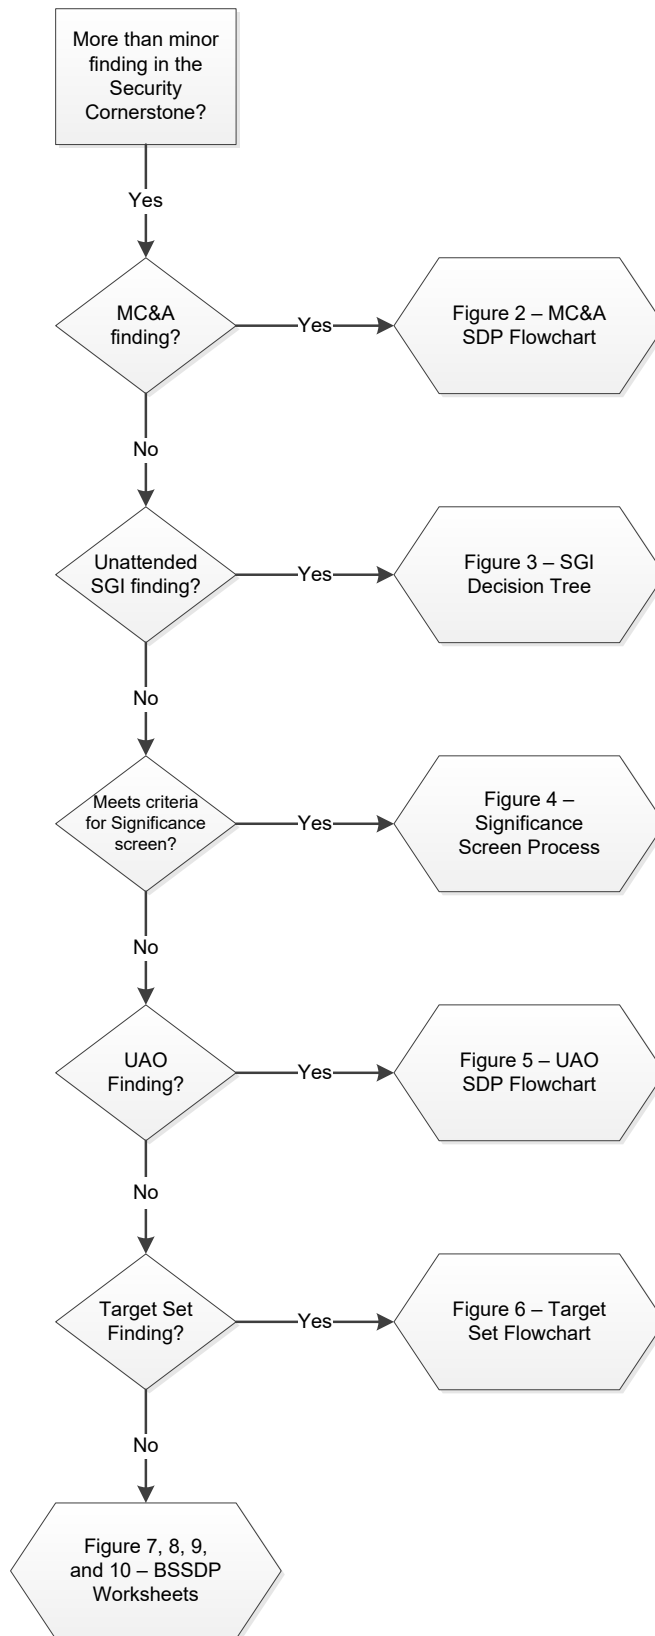 More than minor
finding in the
Security
Cornerstone?
Yes
MC&A
finding?
Yes
Figure 2 – MC&A
SDP Flowchart
No
Unattended
SGI finding?
Yes
Figure 3 – SGI
Decision Tree
No
Meets criteria
for Significance
screen?
Yes
Figure 4 –
Significance
Screen Process
No
UAO
Finding?
Yes
Figure 5 – UAO
SDP Flowchart
No
Target Set
Finding?
Yes
Figure 6 – Target
Set Flowchart
No
Figure 7, 8, 9,
and 10 – BSSDP
Worksheets